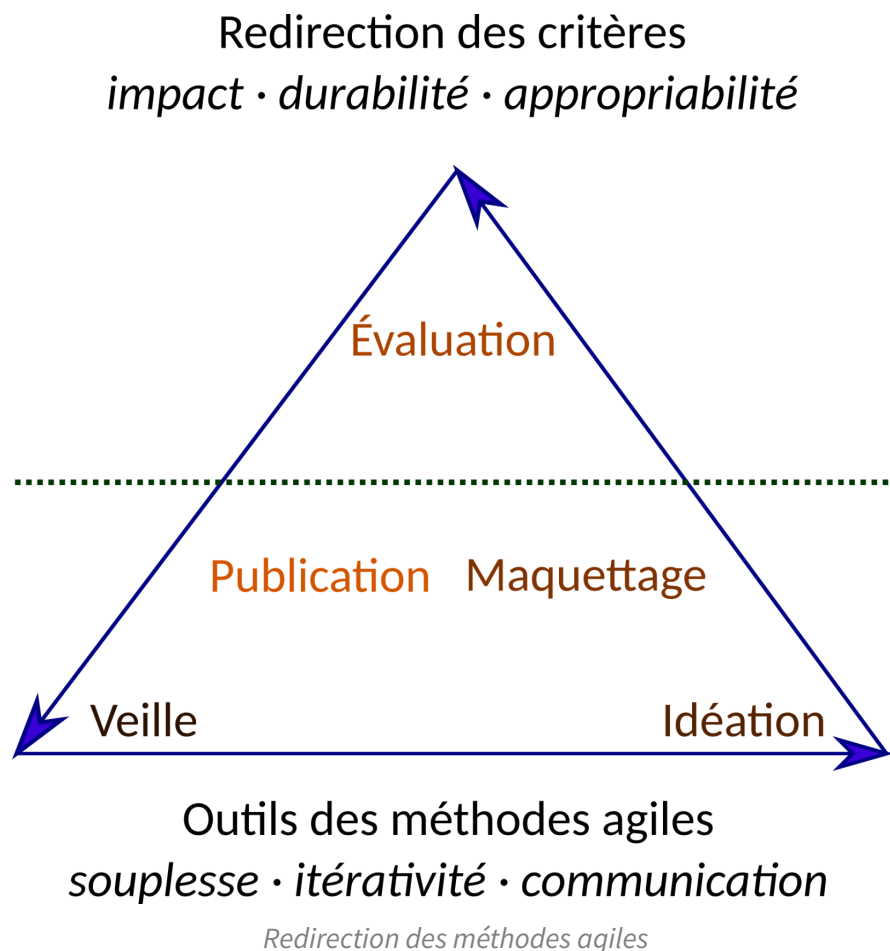 Redirection des critères
impact · durabilité · appropriabilité
Évaluation
Publication Maquettage
Veille Idéation
Outils des méthodes agiles
souplesse · itérativité · communication
Redirection des méthodes agiles